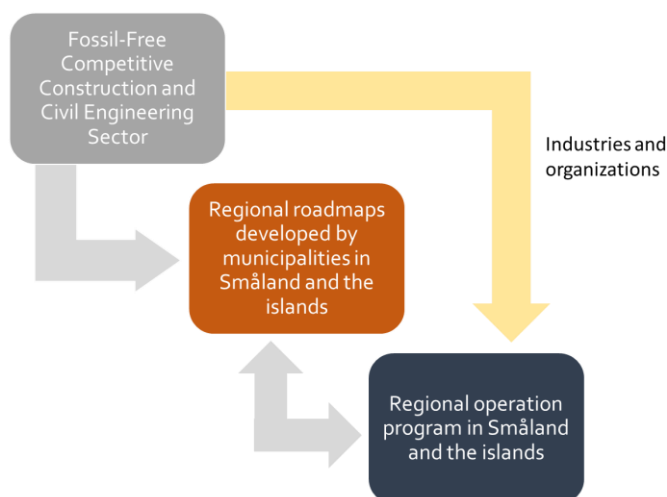 Fossil-Free
Competitive
Construction and
Civil Engineering
Sector
Industries and
organizations
Regional roadmaps
developed by
municipalities in
Småland and the
islands
Regional operation
program in Småland
and the islands